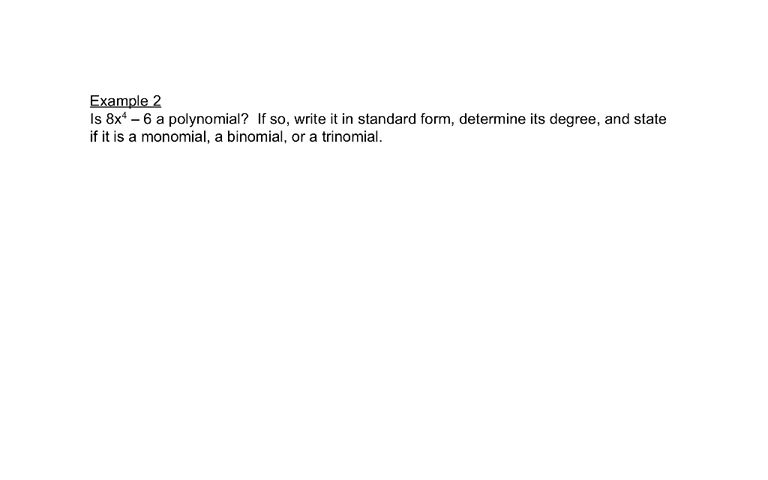 Example 2
Is 8x⁴ – 6 a polynomial?  If so, write it in standard form, determine its degree, and state
if it is a monomial, a binomial, or a trinomial.